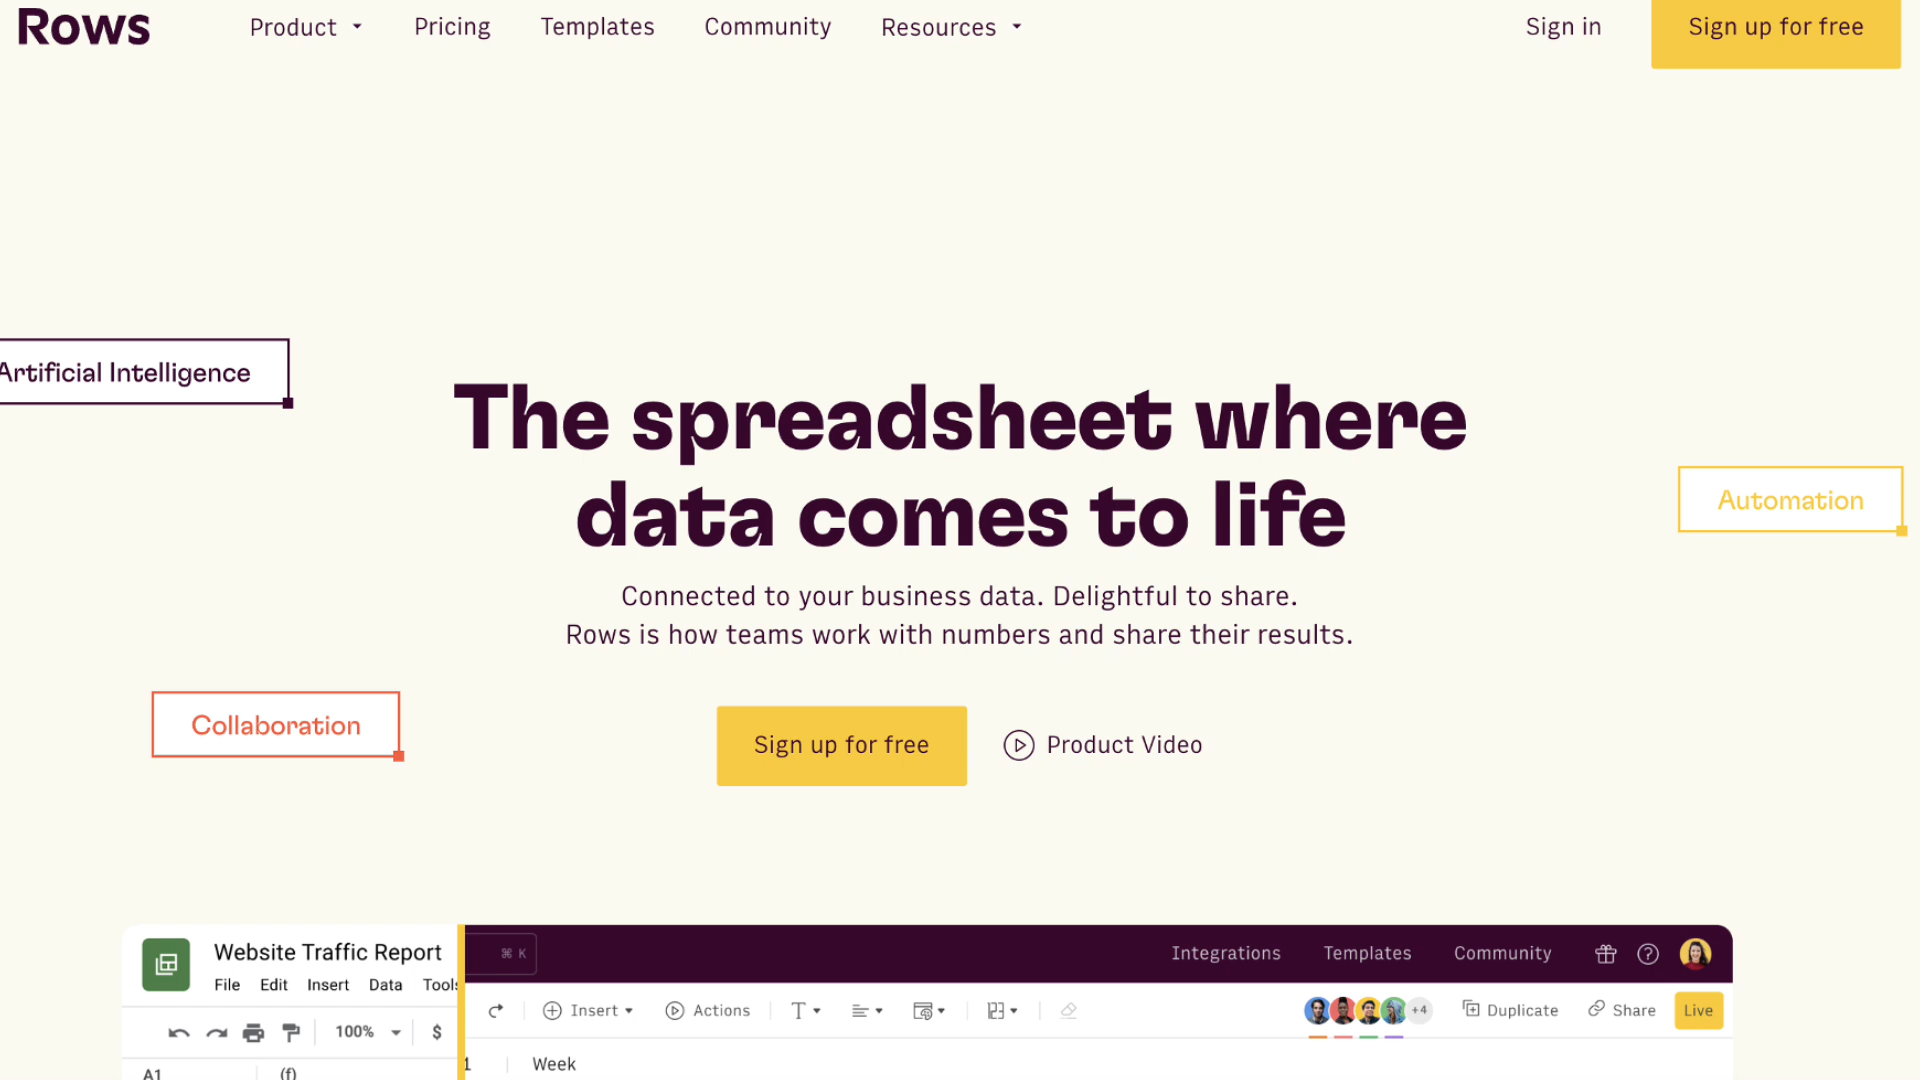 Rows
Product
Pricing
Templates
Community
Resources
Sign in
Sign up for free
Artificial Intelligence
The spreadsheet where
data comes to life
Automation
Connected to your business data. Delightful to share.
Rows is how teams work with numbers and share their results.
Collaboration
Sign up for free
Product Video
Website Traffic Report
File Edit Insert Data Tools
⌘ K
Integrations
Templates
Community
100%
$
Insert
Actions
T
+4
Duplicate
Share
Live
A1
(f)
1
Week